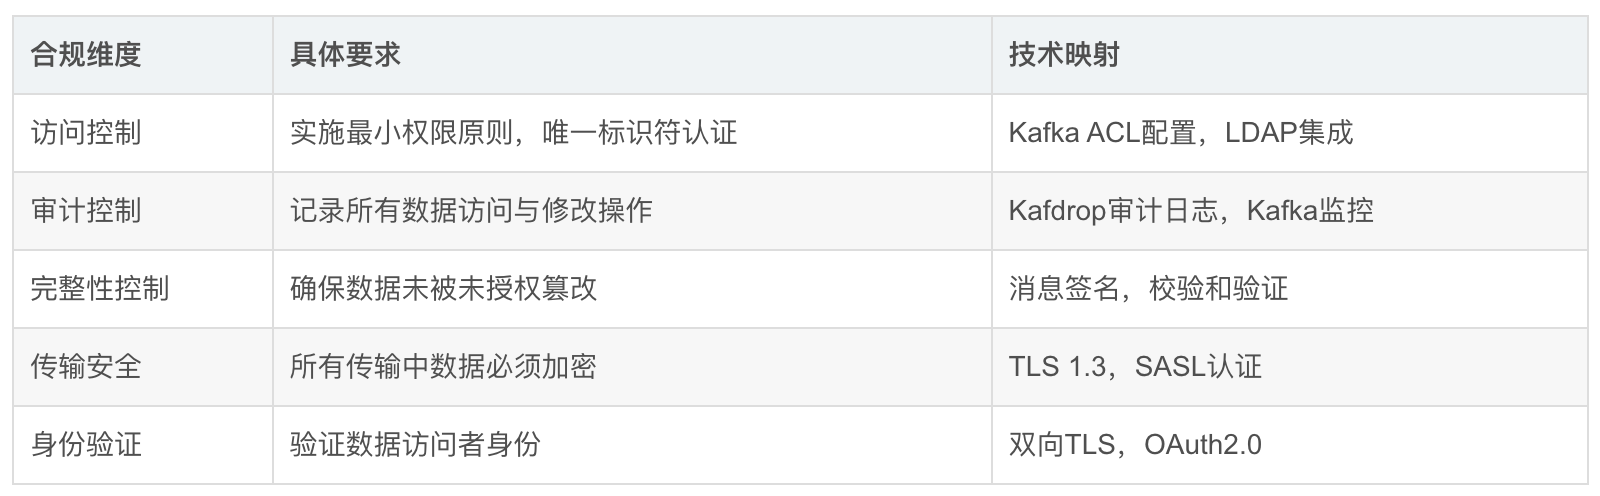 合规维度 具体要求 技术映射
访问控制 实施最小权限原则，唯一标识符认证 Kafka ACL配置，LDAP集成
审计控制 记录所有数据访问与修改操作 Kafdrop审计日志，Kafka监控
完整性控制 确保数据未被未授权篡改 消息签名，校验和验证
传输安全 所有传输中数据必须加密 TLS 1.3，SASL认证
身份验证 验证数据访问者身份 双向TLS，OAuth2.0